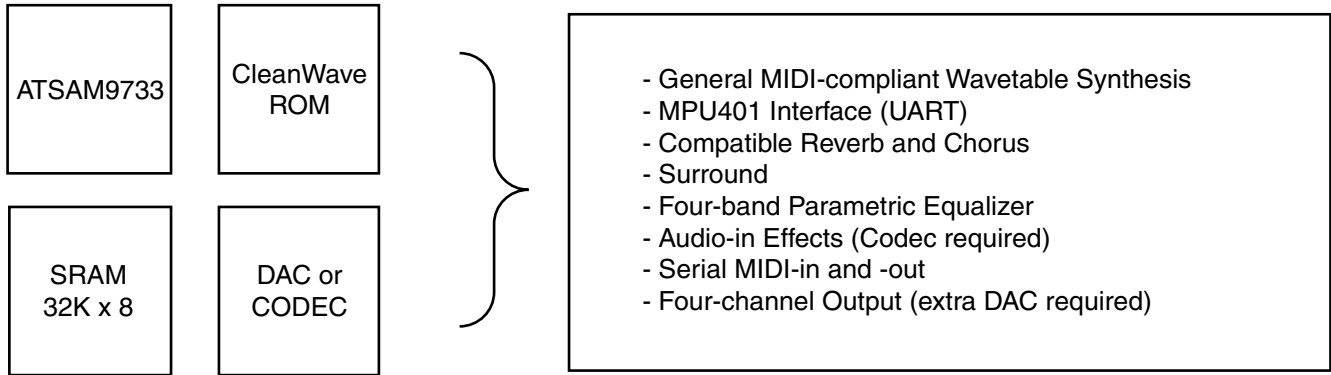 ATSAM9733
CleanWave
ROM
SRAM
32K x 8
DAC or
CODEC
- General MIDI-compliant Wavetable Synthesis
- MPU401 Interface (UART)
- Compatible Reverb and Chorus
- Surround
- Four-band Parametric Equalizer
- Audio-in Effects (Codec required)
- Serial MIDI-in and -out
- Four-channel Output (extra DAC required)